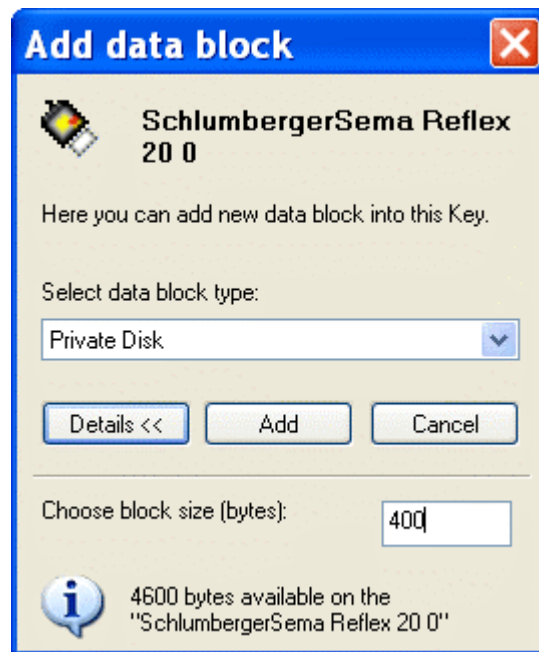 Add data block
SchlumbergerSema Reflex
20 0
Here you can add new data block into this Key.
Select data block type:
Private Disk
Details <<
Add
Cancel
Choose block size (bytes):
400
4600 bytes available on the
"SchlumbergerSema Reflex 20 0"